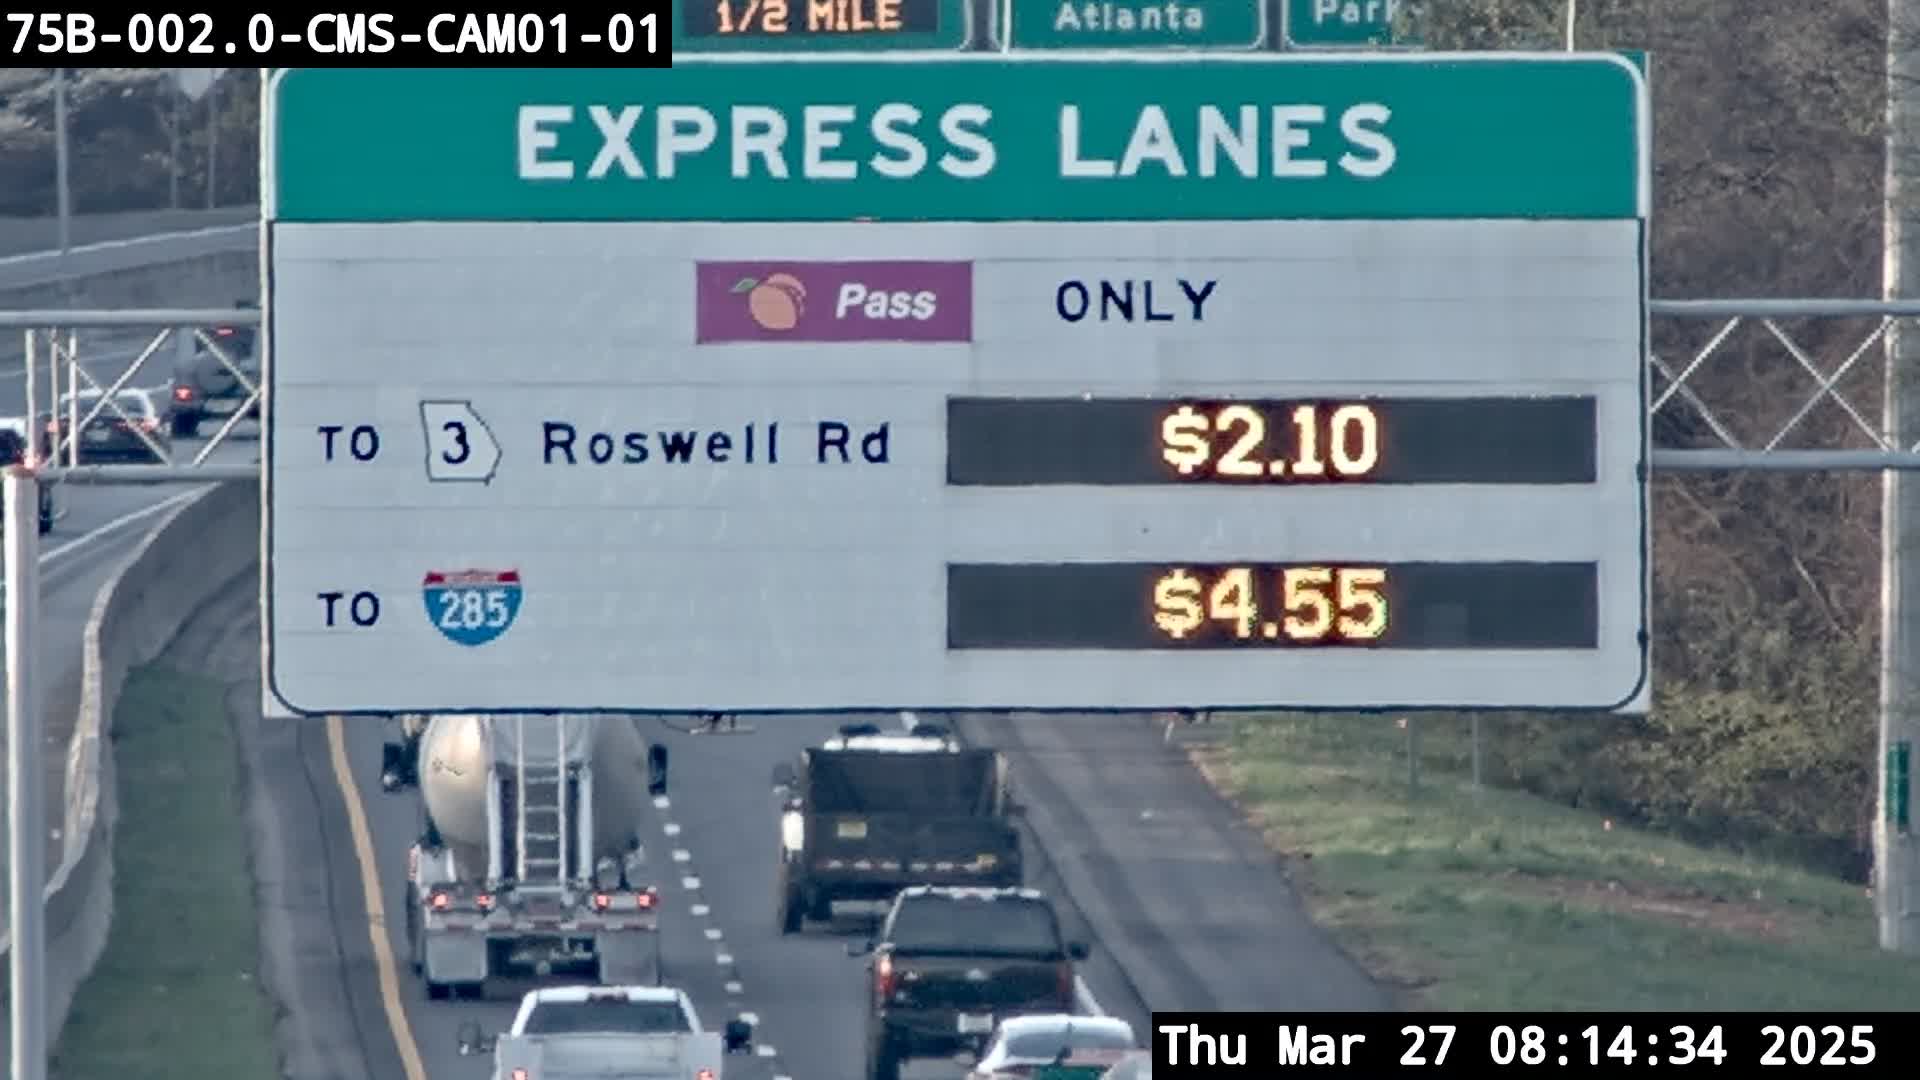 75B-002.0-CMS-CAM01-01
1/2 MILE
Atlanta
EXPRESS LANES
Pass ONLY
TO 3 Roswell Rd $2.10
TO 285 $4.55
Thu Mar 27 08:14:34 2025